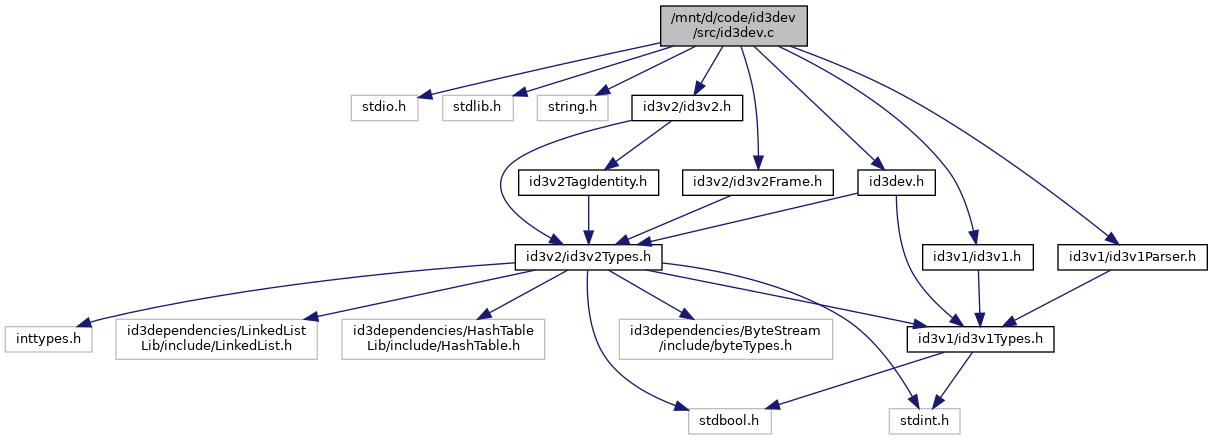 /mnt/d/code/id3dev
/src/id3dev.c
stdio.h
stdlib.h
string.h
id3v2/id3v2.h
id3v2TagIdentity.h
id3v2/id3v2Frame.h
id3dev.h
id3v2/id3v2Types.h
id3v1/id3v1.h
id3v1/id3v1Parser.h
inttypes.h
id3dependencies/LinkedList
Lib/include/LinkedList.h
id3dependencies/HashTable
Lib/include/HashTable.h
id3dependencies/ByteStream
/include/byteTypes.h
id3v1/id3v1Types.h
stdbool.h
stdint.h